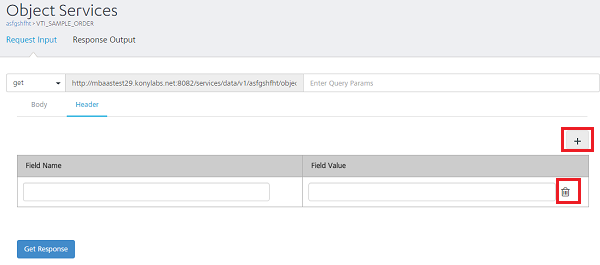 Object Services
asfgshfht > VTI_SAMPLE_ORDER
Request Input Response Output
get http://mbaastest29.konylabs.net:8082/services/data/v1/asfgshfht/objec Enter Query Params
Body Header
+
Field Name Field Value
Get Response